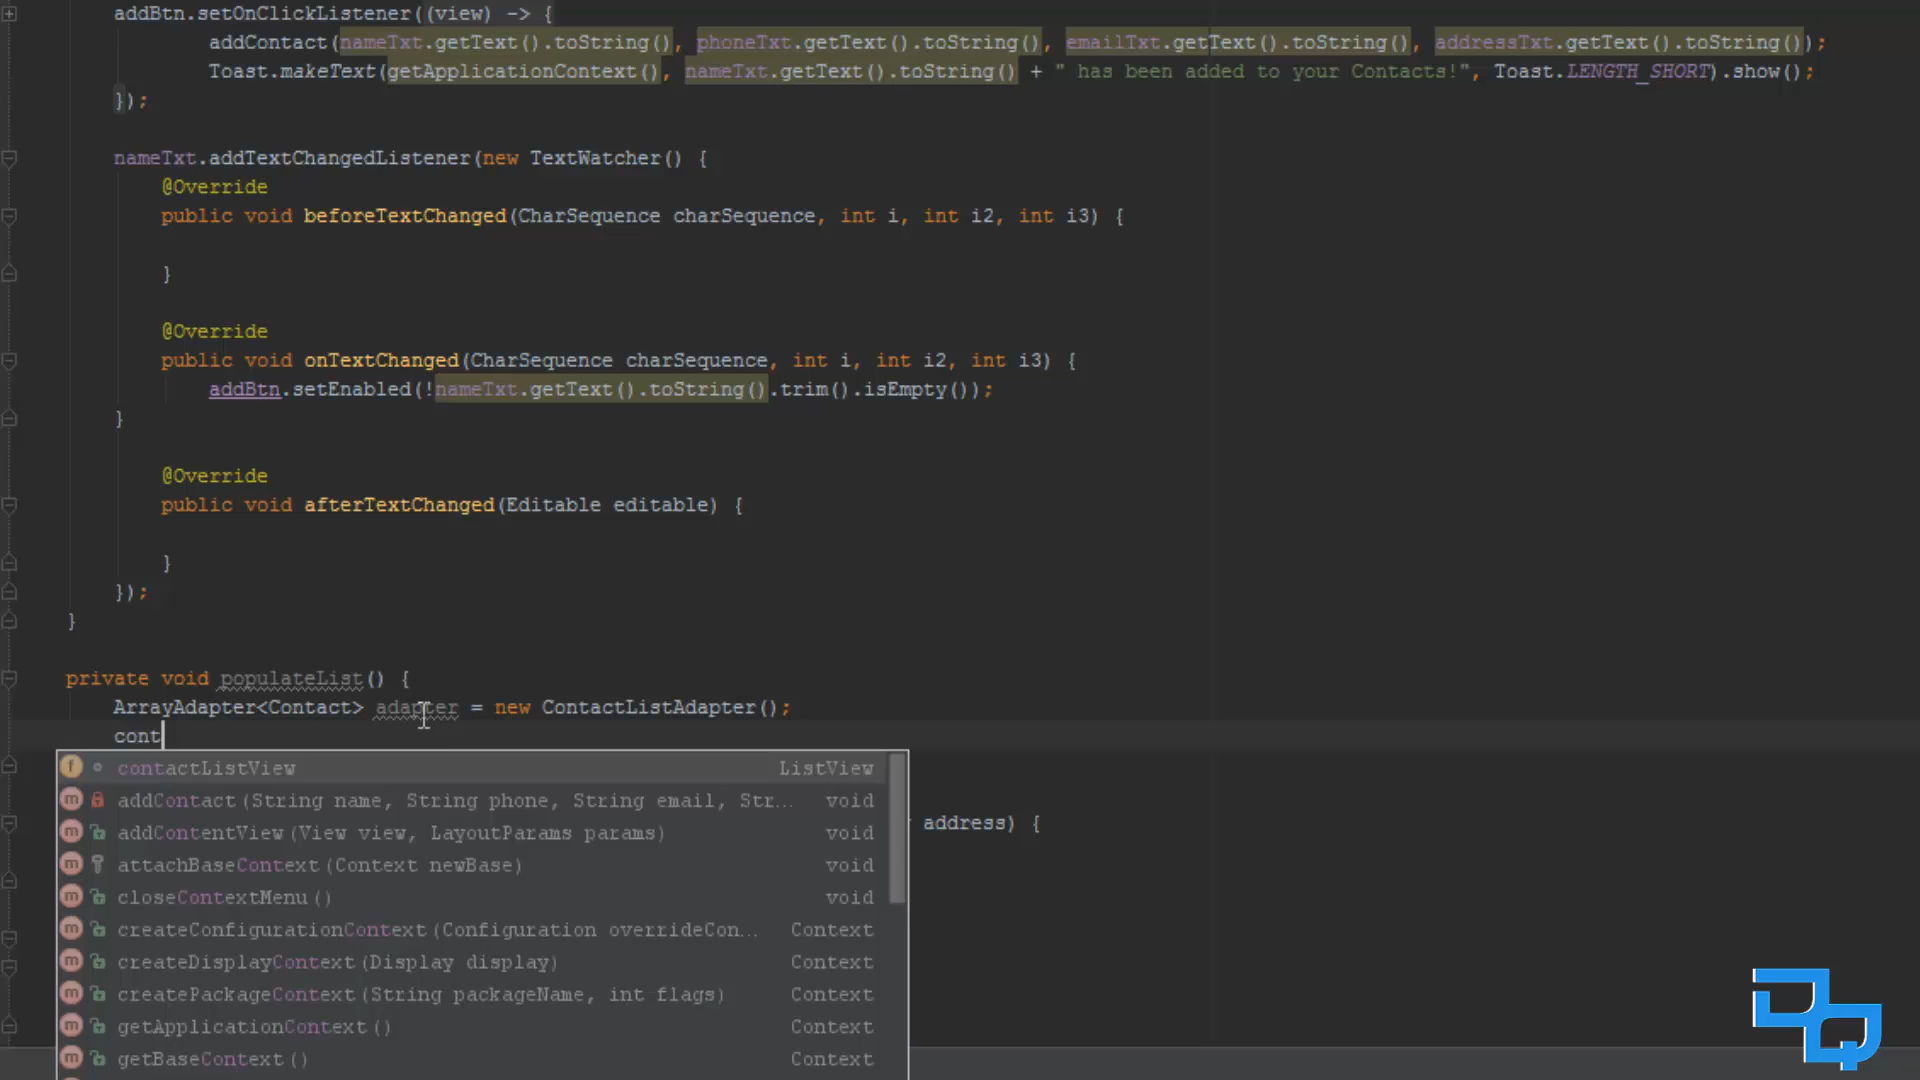 addBtn.setOnClickListener((view) -> {
addContact(nameTxt.getText().toString(), phoneTxt.getText().toString(), emailTxt.getText().toString(), addressTxt.getText().toString());
Toast.makeText(getApplicationContext(), nameTxt.getText().toString() + " has been added to your Contacts!", Toast.LENGTH_SHORT).show();
});
nameTxt.addTextChangedListener(new TextWatcher() {
@Override
public void beforeTextChanged(CharSequence charSequence, int i, int i2, int i3) {
}
@Override
public void onTextChanged(CharSequence charSequence, int i, int i2, int i3) {
addBtn.setEnabled(!nameTxt.getText().toString().trim().isEmpty());
}
@Override
public void afterTextChanged(Editable editable) {
}
});
}
private void populateList() {
ArrayAdapter<Contact> adapter = new ContactListAdapter();
cont
f contactListView ListView
m addContact(String name, String phone, String email, Str... void
address) {
m addContentView(View view, LayoutParams params) void
m attachBaseContext(Context newBase) void
m closeContextMenu() void
m createConfigurationContext(Configuration overrideCon... Context
m createDisplayContext(Display display) Context
m createPackageContext(String packageName, int flags) Context
m getApplicationContext() Context
m getBaseContext() Context